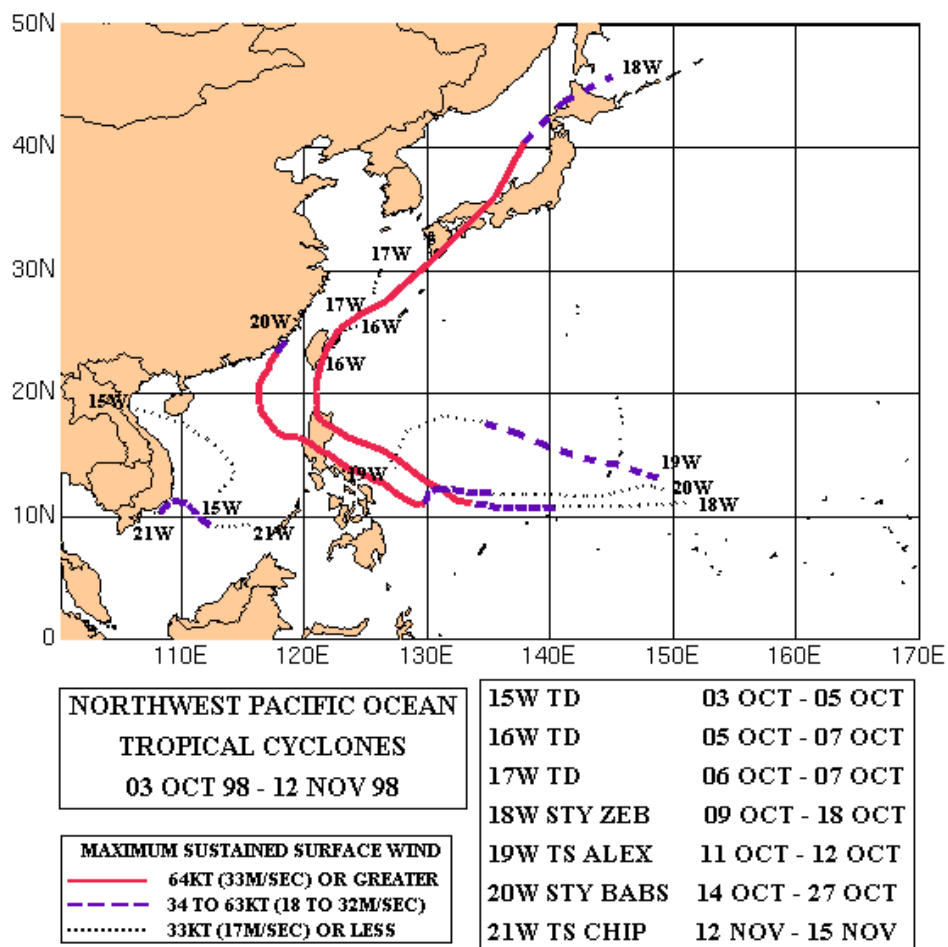 50N
18W
40N
17W
30N
17W
20W
16W
16W
20N
15W
19W
19W
20W
15W
18W
10N
21W
21W
0
110E 120E 130E 140E 150E 160E 170E
NORTHWEST PACIFIC OCEAN
TROPICAL CYCLONES
03 OCT 98 - 12 NOV 98
MAXIMUM SUSTAINED SURFACE WIND
64KT (33M/SEC) OR GREATER
34 TO 63KT (18 TO 32M/SEC)
33KT (17M/SEC) OR LESS
15W TD 03 OCT - 05 OCT
16W TD 05 OCT - 07 OCT
17W TD 06 OCT - 07 OCT
18W STY ZEB 09 OCT - 18 OCT
19W TS ALEX 11 OCT - 12 OCT
20W STY BABS 14 OCT - 27 OCT
21W TS CHIP 12 NOV - 15 NOV